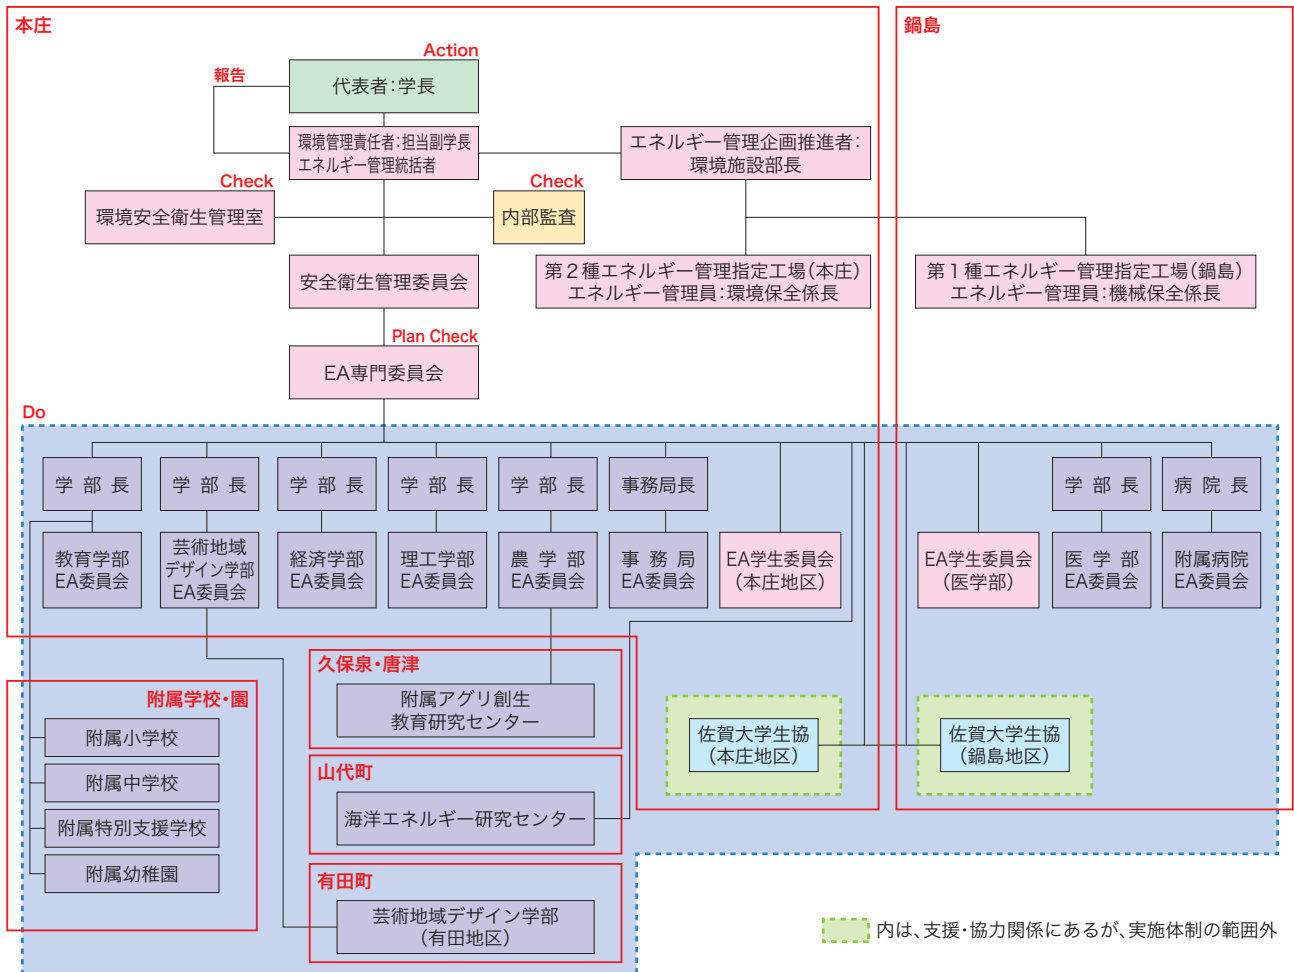 本庄
鍋島
Action
報告
代表者：学長
環境管理責任者：担当副学長
エネルギー管理統括者
エネルギー管理企画推進者：
環境施設部長
Check
環境安全衛生管理室
Check
内部監査
安全衛生管理委員会
第２種エネルギー管理指定工場（本庄）
エネルギー管理員：環境保全係長
第１種エネルギー管理指定工場（鍋島）
エネルギー管理員：機械保全係長
Plan Check
EA専門委員会
Do
学部長
学部長
学部長
学部長
学部長
事務局長
学部長
病院長
教育学部
EA委員会
芸術地域
デザイン学部
EA委員会
経済学部
EA委員会
理工学部
EA委員会
農学部
EA委員会
事務局
EA委員会
EA学生委員会
（本庄地区）
EA学生委員会
（医学部）
医学部
EA委員会
附属病院
EA委員会
附属学校・園
附属小学校
附属中学校
附属特別支援学校
附属幼稚園
久保泉・唐津
附属アグリ創生
教育研究センター
山代町
海洋エネルギー研究センター
有田町
芸術地域デザイン学部
（有田地区）
佐賀大学生協
（本庄地区）
佐賀大学生協
（鍋島地区）
内は、支援・協力関係にあるが、実施体制の範囲外